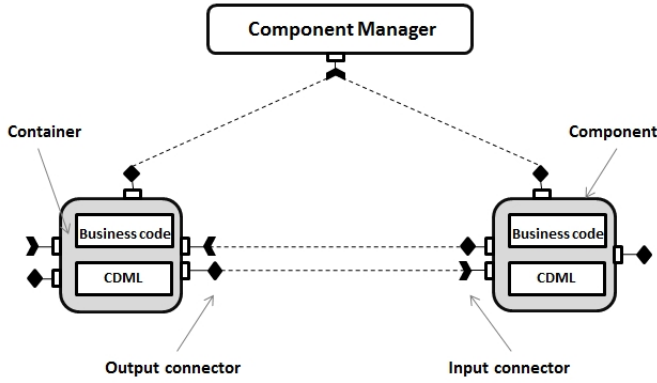 Component Manager
Container
Component
Business code
Business code
CDML
CDML
Output connector
Input connector